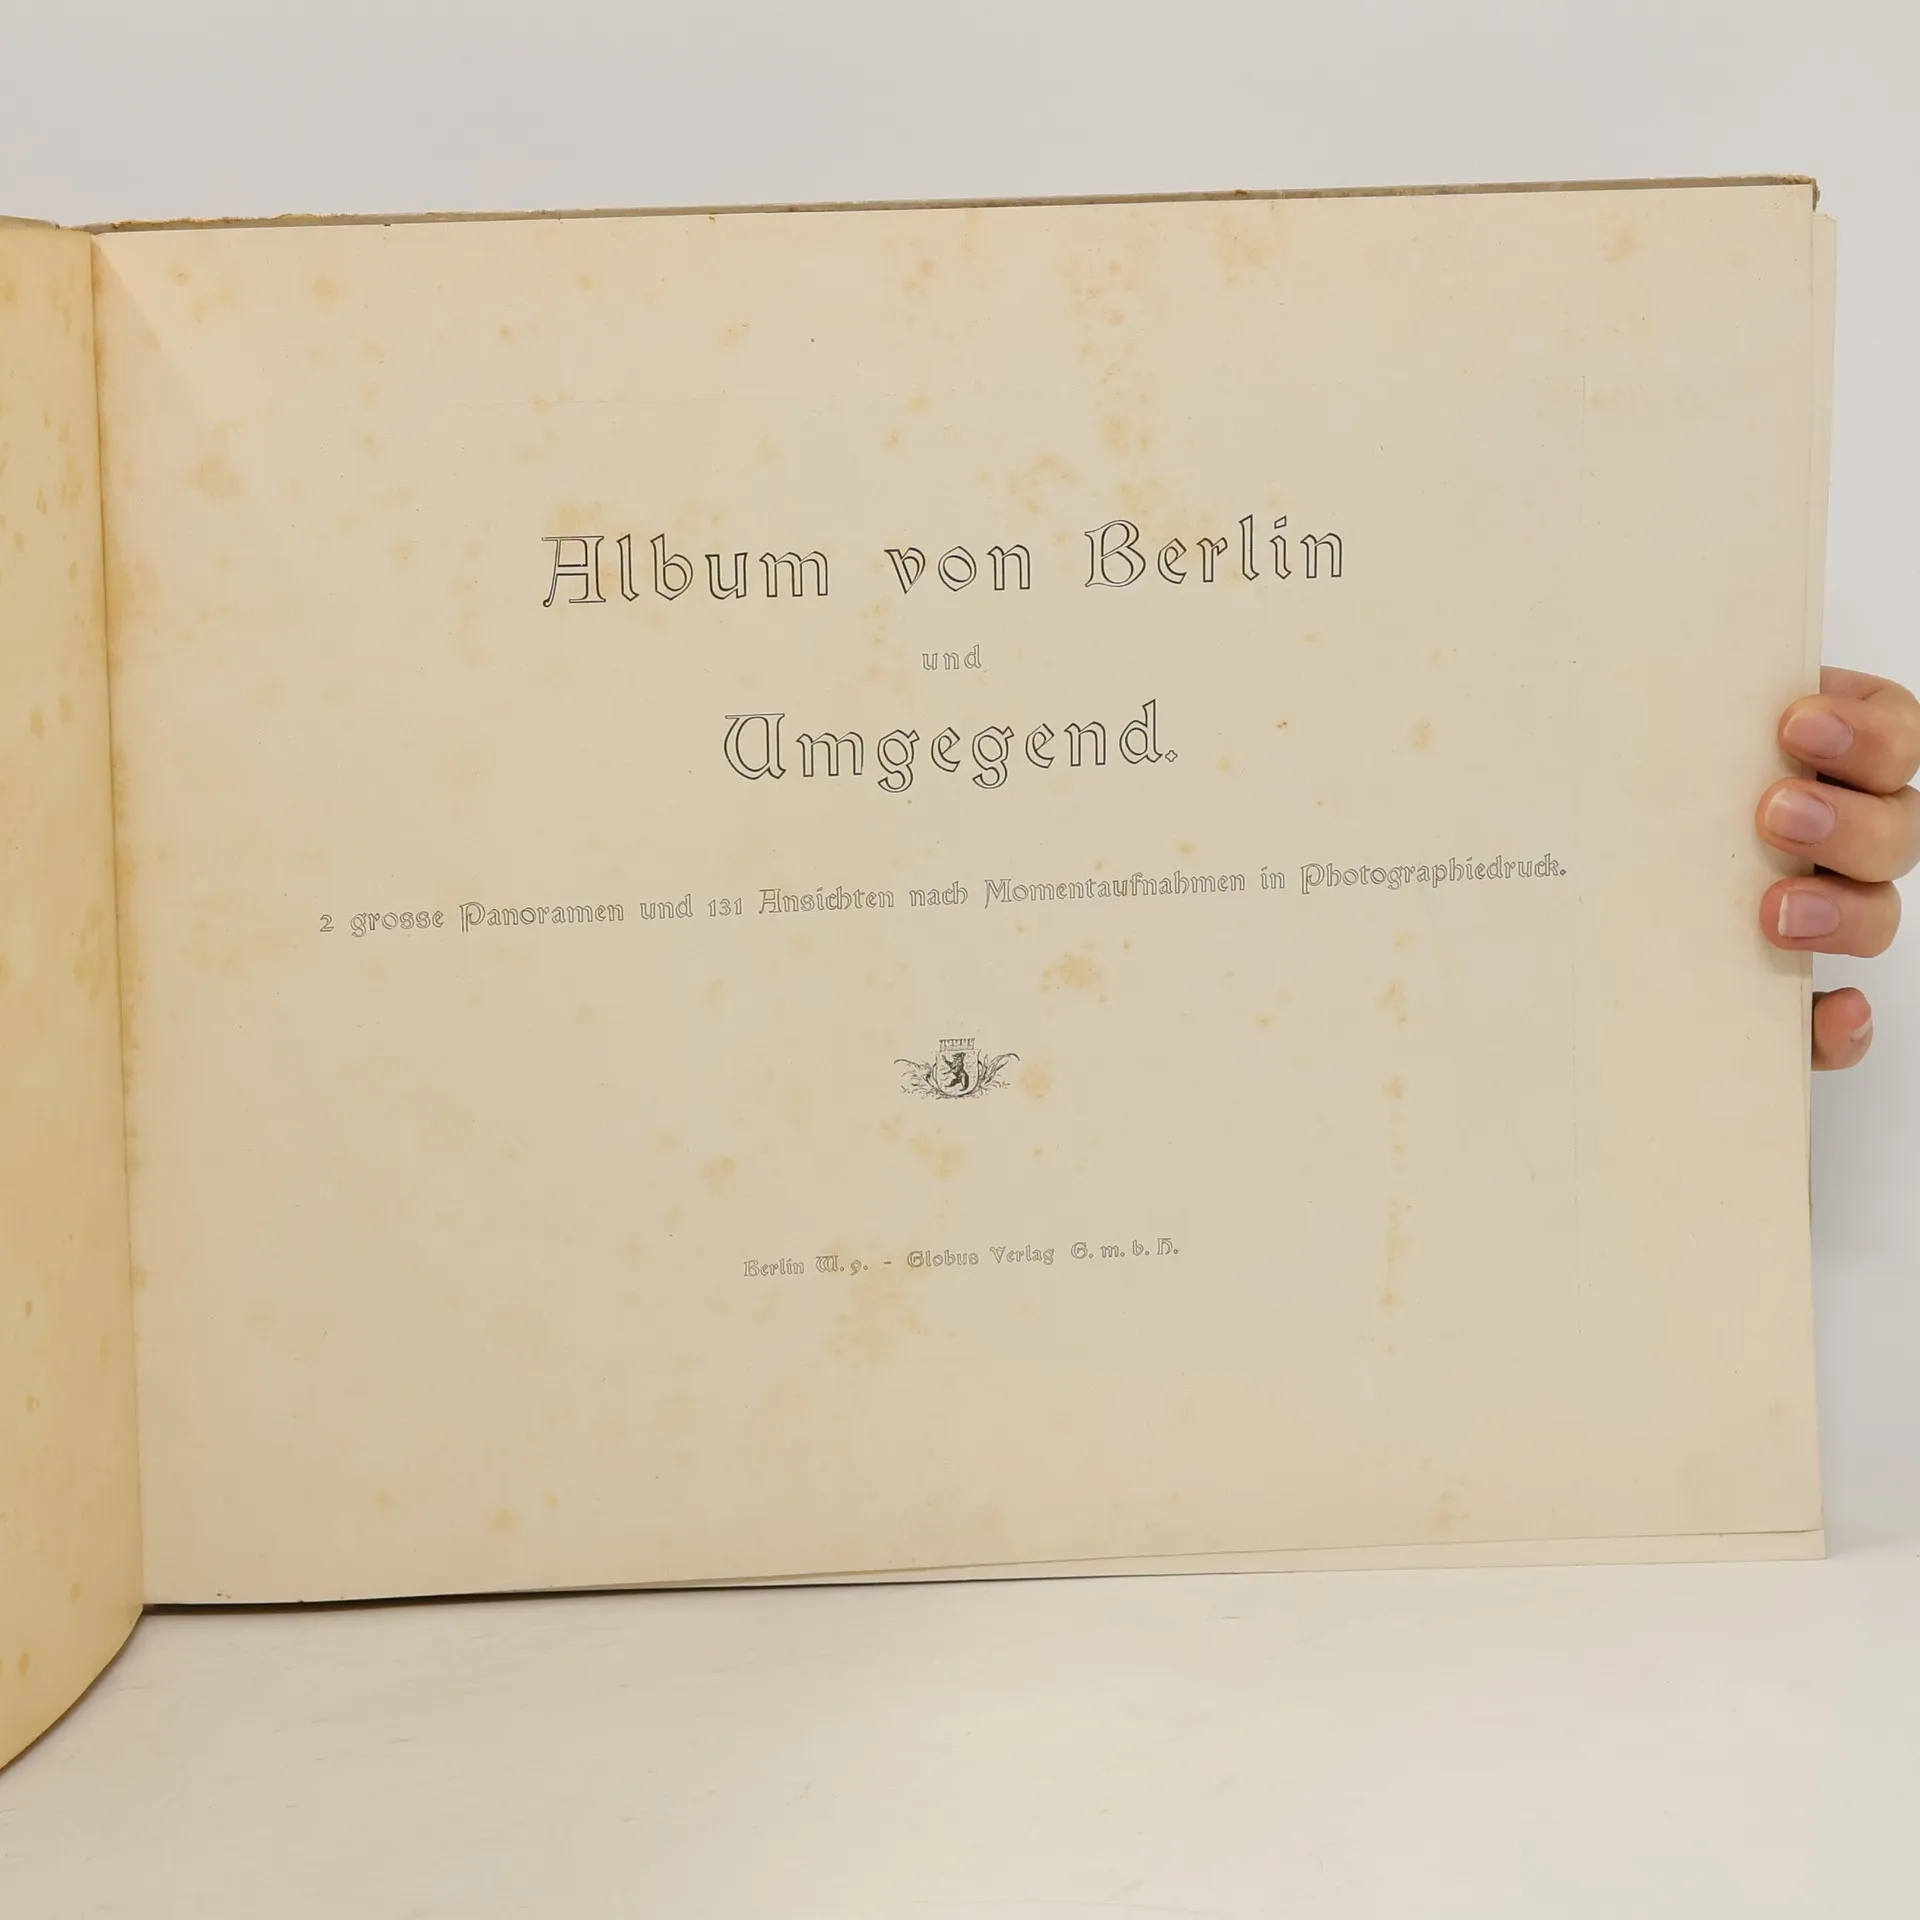 Album von Berlin
und
Umgegend.
2 grosse Panoramen und 131 Ansichten nach Momentaufnahmen in Photographiedruck.
Berlin W. 9. - Globus Verlag G. m. b. H.